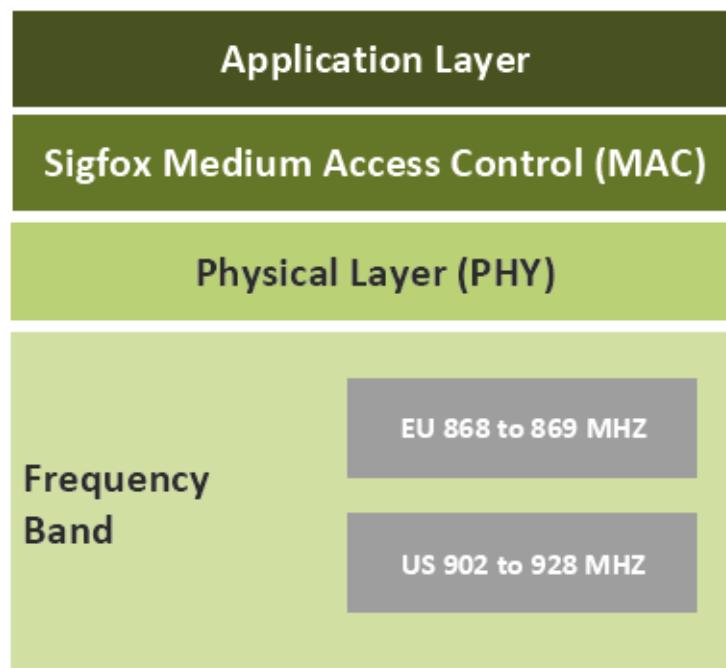 Application Layer
Sigfox Medium Access Control (MAC)
Physical Layer (PHY)
Frequency
Band
EU 868 to 869 MHZ
US 902 to 928 MHZ